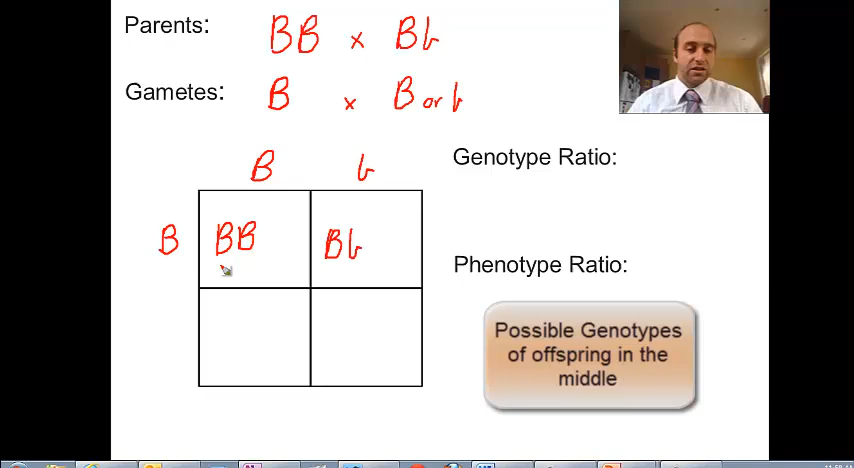 Parents: BB x Bb
Gametes: B x B or b
B b
Genotype Ratio:
B BB Bb
Phenotype Ratio:
Possible Genotypes
of offspring in the
middle